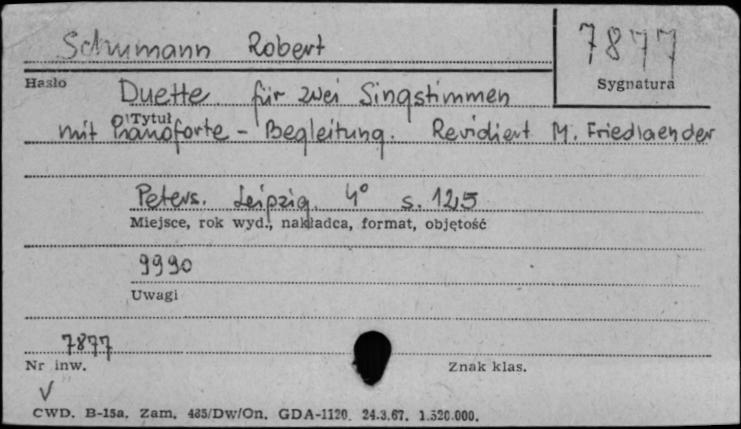 Schumann Robert
7877
Hasło
Sygnatura
Duette für zwei Singstimmen
Tytuł
mit Pianoforte - Begleitung. Revidiert M. Friedlaender
Peters. Leipzig. 4° s. 125
Miejsce, rok wyd., nakładca, format, objętość
9990
Uwagi
7877
Nr inw.
Znak klas.
CWD. B-15a. Zam. 485/Dw/On. GDA-1120. 24.3.67. 1.520.000.